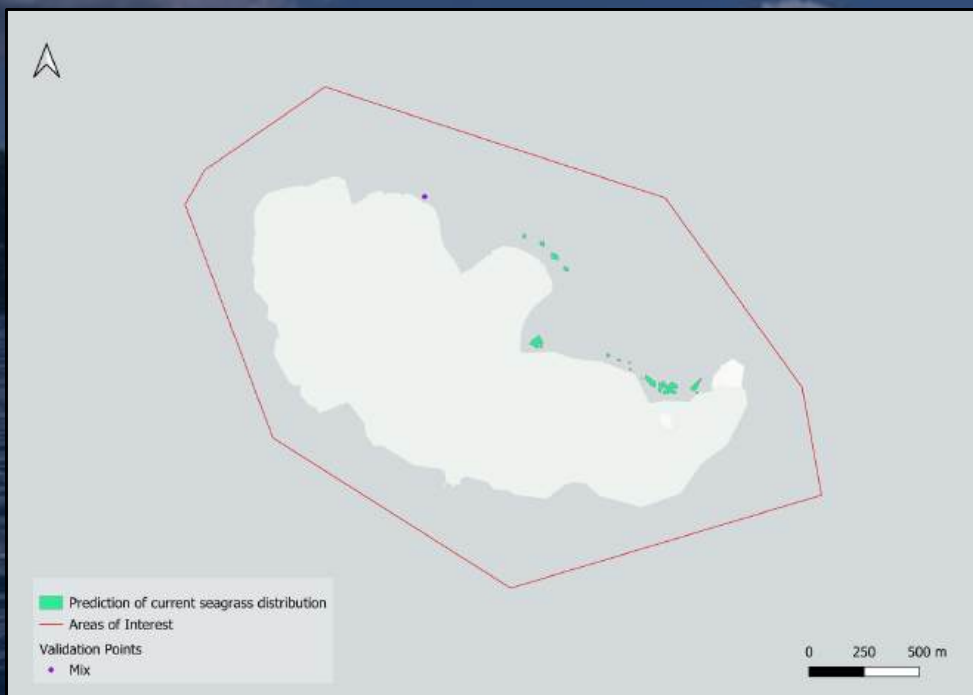 Prediction of current seagrass distribution
Areas of Interest
Validation Points
Mix
0 250 500 m